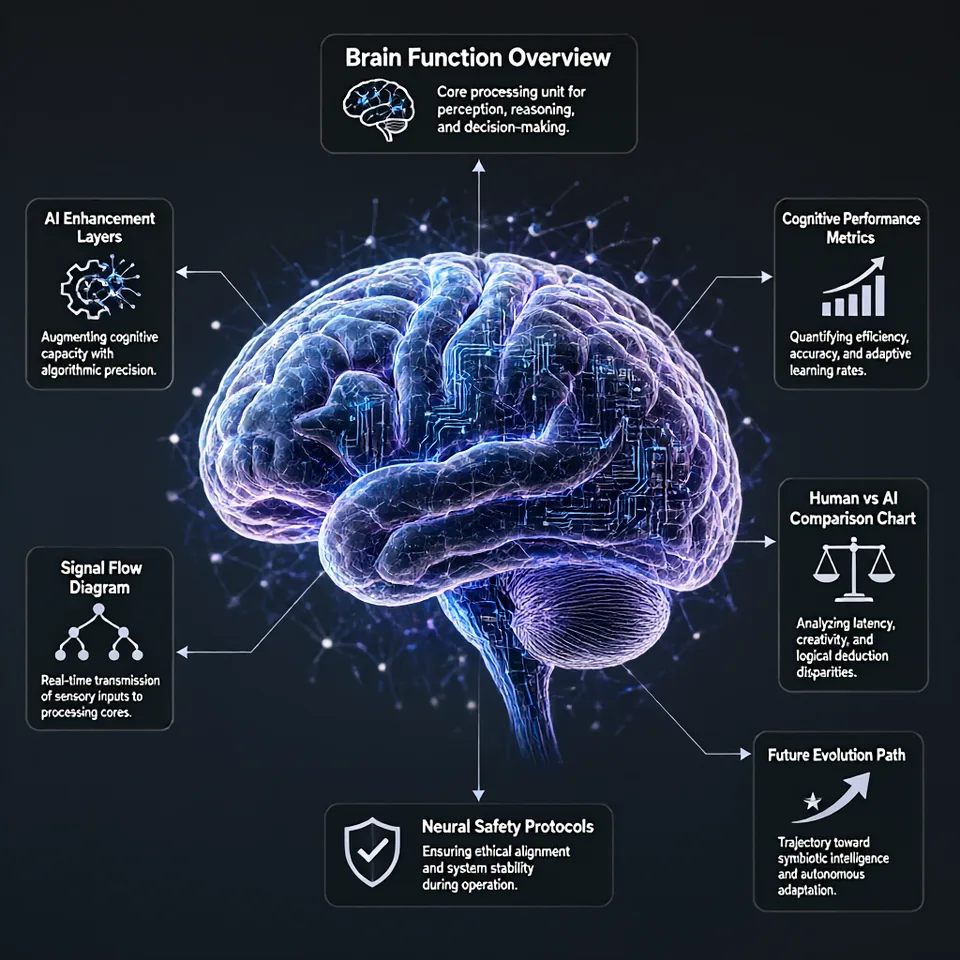 Brain Function Overview
Core processing unit for
perception, reasoning,
and decision-making.
AI Enhancement
Layers
Augmenting cognitive
capacity with
algorithmic precision.
Cognitive Performance
Metrics
Quantifying efficiency,
accuracy, and adaptive
learning rates.
Signal Flow
Diagram
Real-time transmission
of sensory inputs to
processing cores.
Human vs AI
Comparison Chart
Analyzing latency,
creativity, and
logical deduction
disparities.
Neural Safety Protocols
Ensuring ethical alignment
and system stability
during operation.
Future Evolution Path
Trajectory toward
symbiotic intelligence
and autonomous
adaptation.